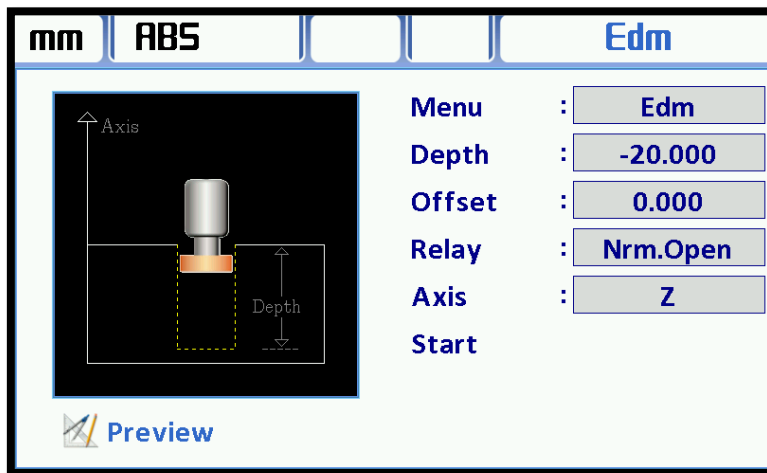 mm ABS Edm
Axis
Depth
Menu : Edm
Depth : -20.000
Offset : 0.000
Relay : Nrm.Open
Axis : Z
Start
Preview